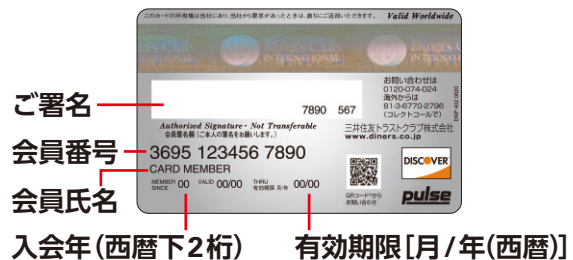 このカードの所有権は当社にあり、当社から要求があったときは、直ちにご返却いただきます。 Valid Worldwide
Diners Club
INTERNATIONAL
Diners Club
INTERNATIONAL
ご署名
7890 567
お問い合わせは
0120-074-024
海外からは
81-3-6770-2796
(コレクトコールで)
Authorized Signature・Not Transferable
会員署名欄(ご本人の署名をお願いします。)
三井住友トラストクラブ株式会社
www.diners.co.jp
会員番号
3695 123456 7890
CARD MEMBER
会員氏名
MEMBER SINCE 00 VALID 00/00 THRU 有効期限 月/年 00/00
QRコード®から
お問い合わせ
DISCOVER
pulse
入会年(西暦下2桁)
有効期限[月/年(西暦)]